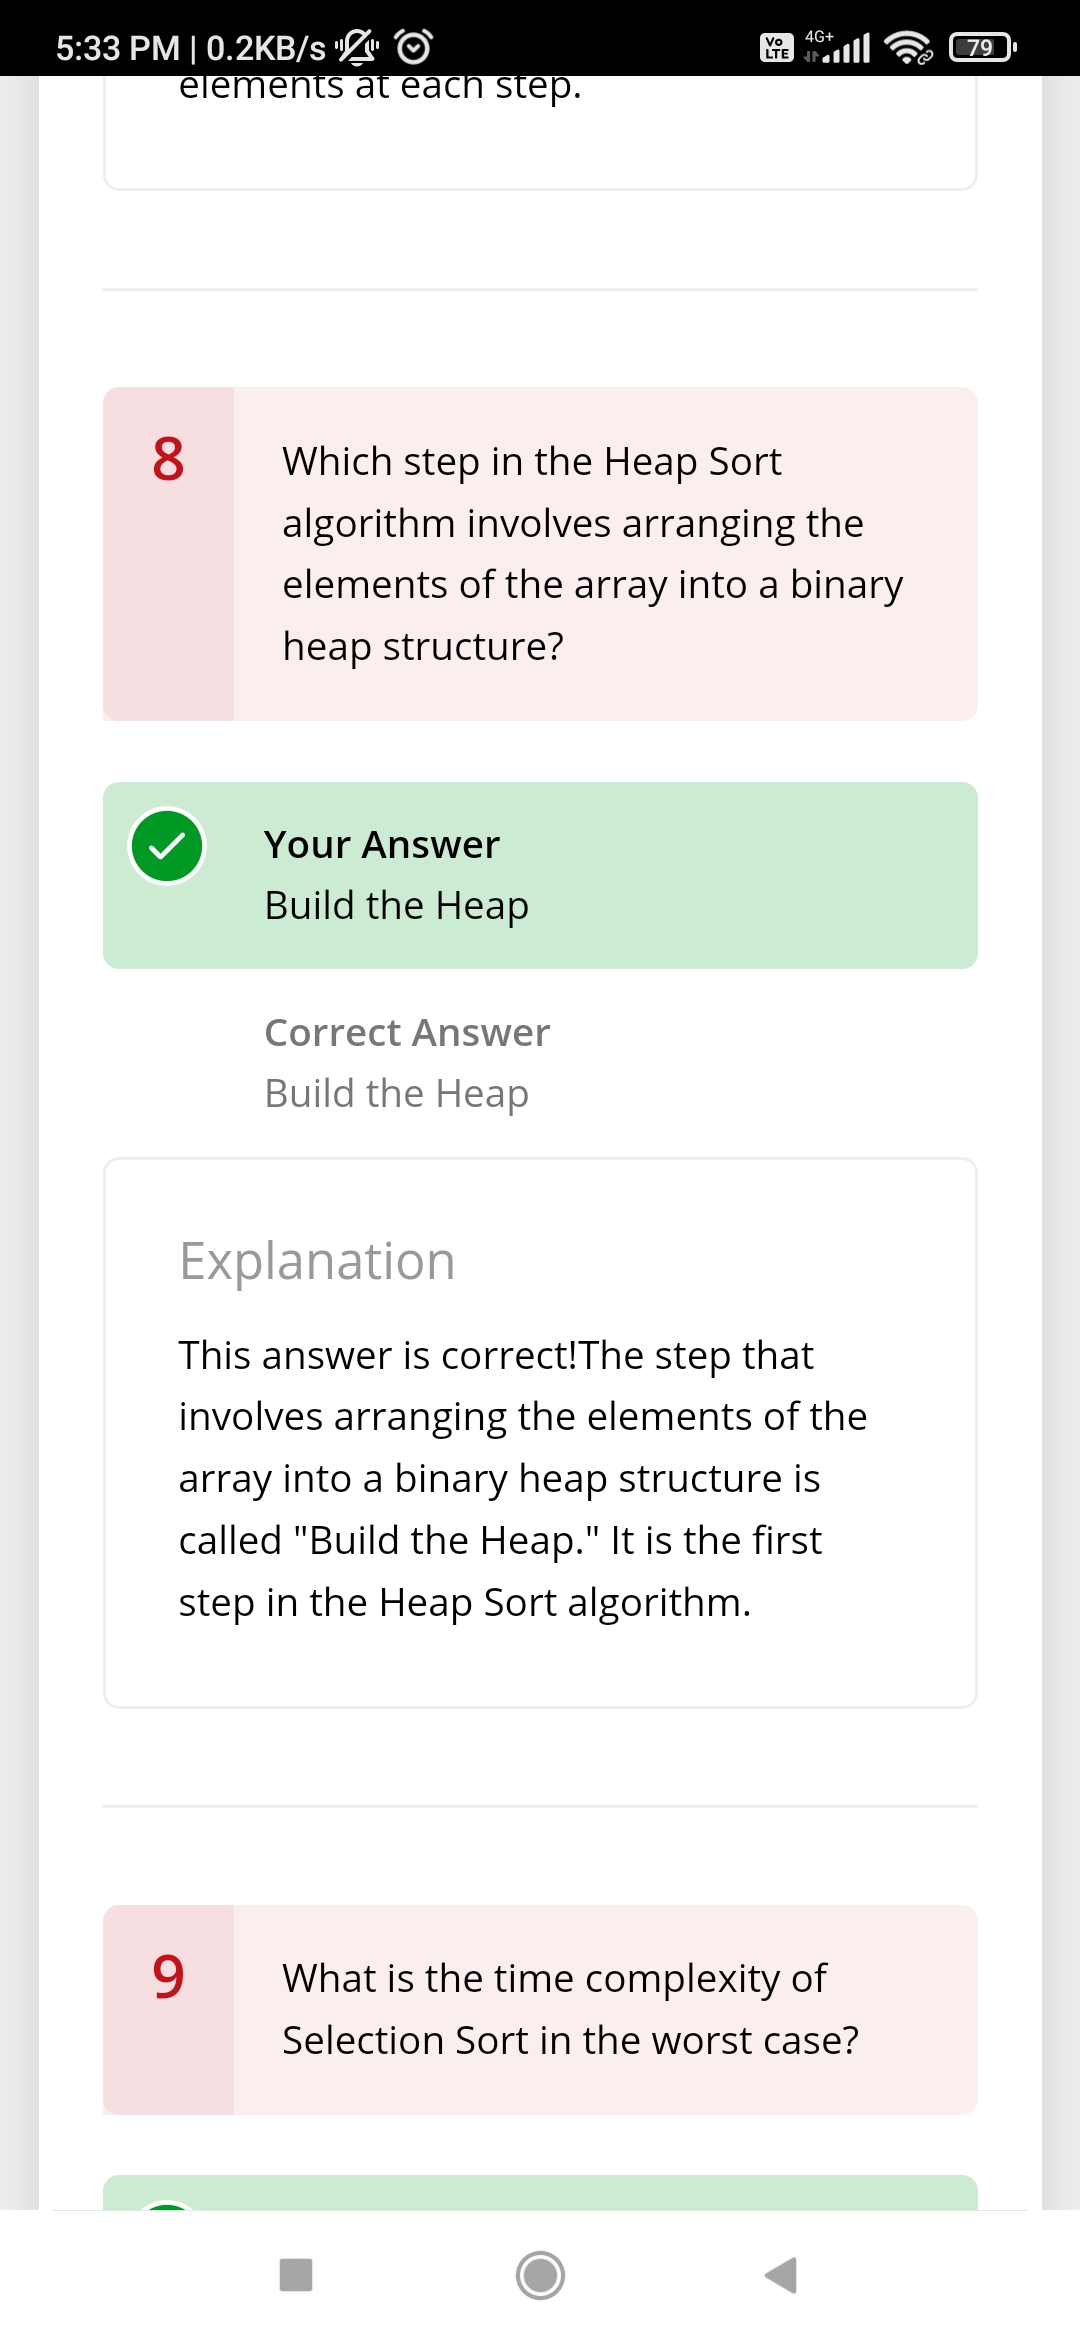 5:33 PM | 0.2KB/s
Vo LTE 4G+ 79
elements at each step.
8
Which step in the Heap Sort
algorithm involves arranging the
elements of the array into a binary
heap structure?
Your Answer
Build the Heap
Correct Answer
Build the Heap
Explanation
This answer is correct!The step that
involves arranging the elements of the
array into a binary heap structure is
called "Build the Heap." It is the first
step in the Heap Sort algorithm.
9
What is the time complexity of
Selection Sort in the worst case?